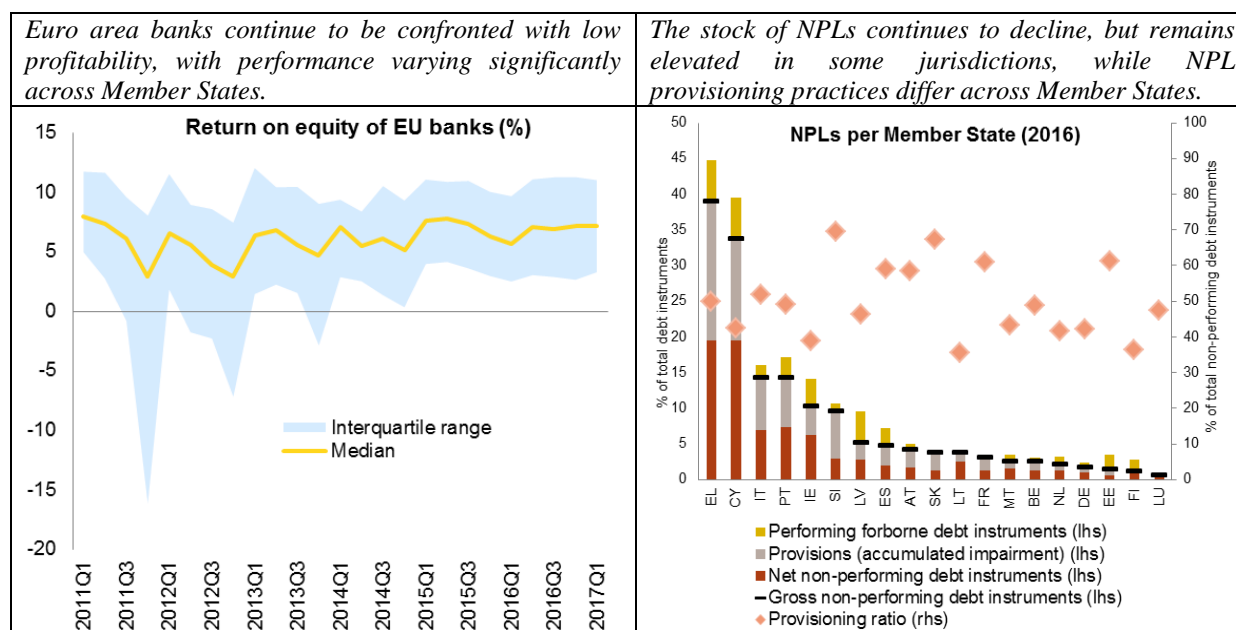 Euro area banks continue to be confronted with low
profitability, with performance varying significantly
across Member States.
Return on equity of EU banks (%)
15
10
5
0
-5
-10
-15
-20
Interquartile range
Median
2011Q1
2011Q3
2012Q1
2012Q3
2013Q1
2013Q3
2014Q1
2014Q3
2015Q1
2015Q3
2016Q1
2016Q3
2017Q1
The stock of NPLs continues to decline, but remains
elevated in some jurisdictions, while NPL
provisioning practices differ across Member States.
NPLs per Member State (2016)
% of total debt instruments
50
45
40
35
30
25
20
15
10
5
0
100
90
80
70
60
50
40
30
20
10
0
% of total non-performing debt instruments
EL
CY
IT
PT
IE
SI
LV
ES
AT
SK
LT
FR
MT
BE
NL
DE
EE
FI
LU
Performing forborne debt instruments (lhs)
Provisions (accumulated impairment) (lhs)
Net non-performing debt instruments (lhs)
Gross non-performing debt instruments (lhs)
Provisioning ratio (rhs)